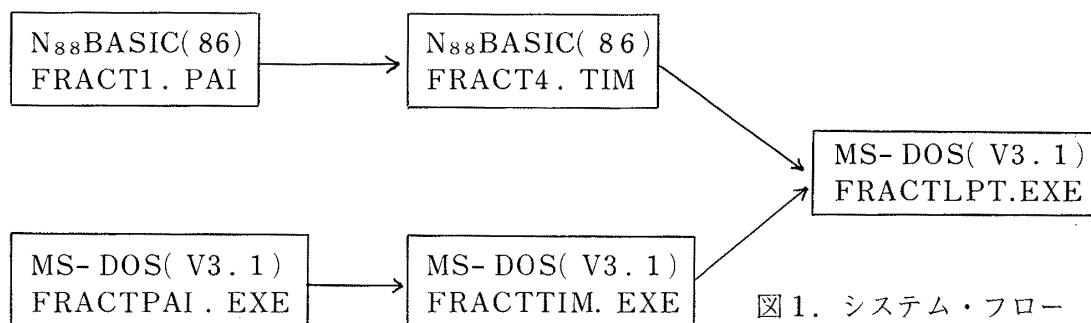 N₈₈BASIC(86)
FRACT1. PAI
N₈₈BASIC(86)
FRACT4. TIM
MS-DOS(V3.1)
FRACTLPT.EXE
MS-DOS(V3.1)
FRACTPAI. EXE
MS-DOS(V3.1)
FRACTTIM. EXE
図1. システム・フロー